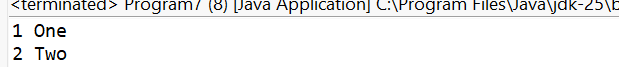 <terminated> Program7 (8) [Java Application] C:\Program Files\Java\jdk-25\b
1 One
2 Two